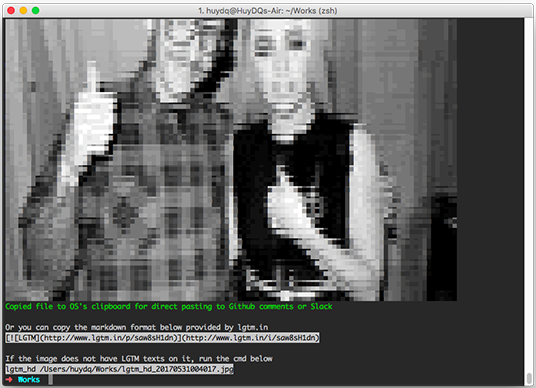 1. huydq@HuyDQs-Air: ~/Works (zsh)
Copied file to OS's clipboard for direct pasting to Github comments or Slack
Or you can copy the markdown format below provided by lgtm.in
[![LGTM](http://www.lgtm.in/p/saw8sH1dn)](http://www.lgtm.in/i/saw8sH1dn)
If the image does not have LGTM texts on it, run the cmd below
lgtm_hd /Users/huydq/Works/lgtm_hd_20170531004017.jpg
➜ Works